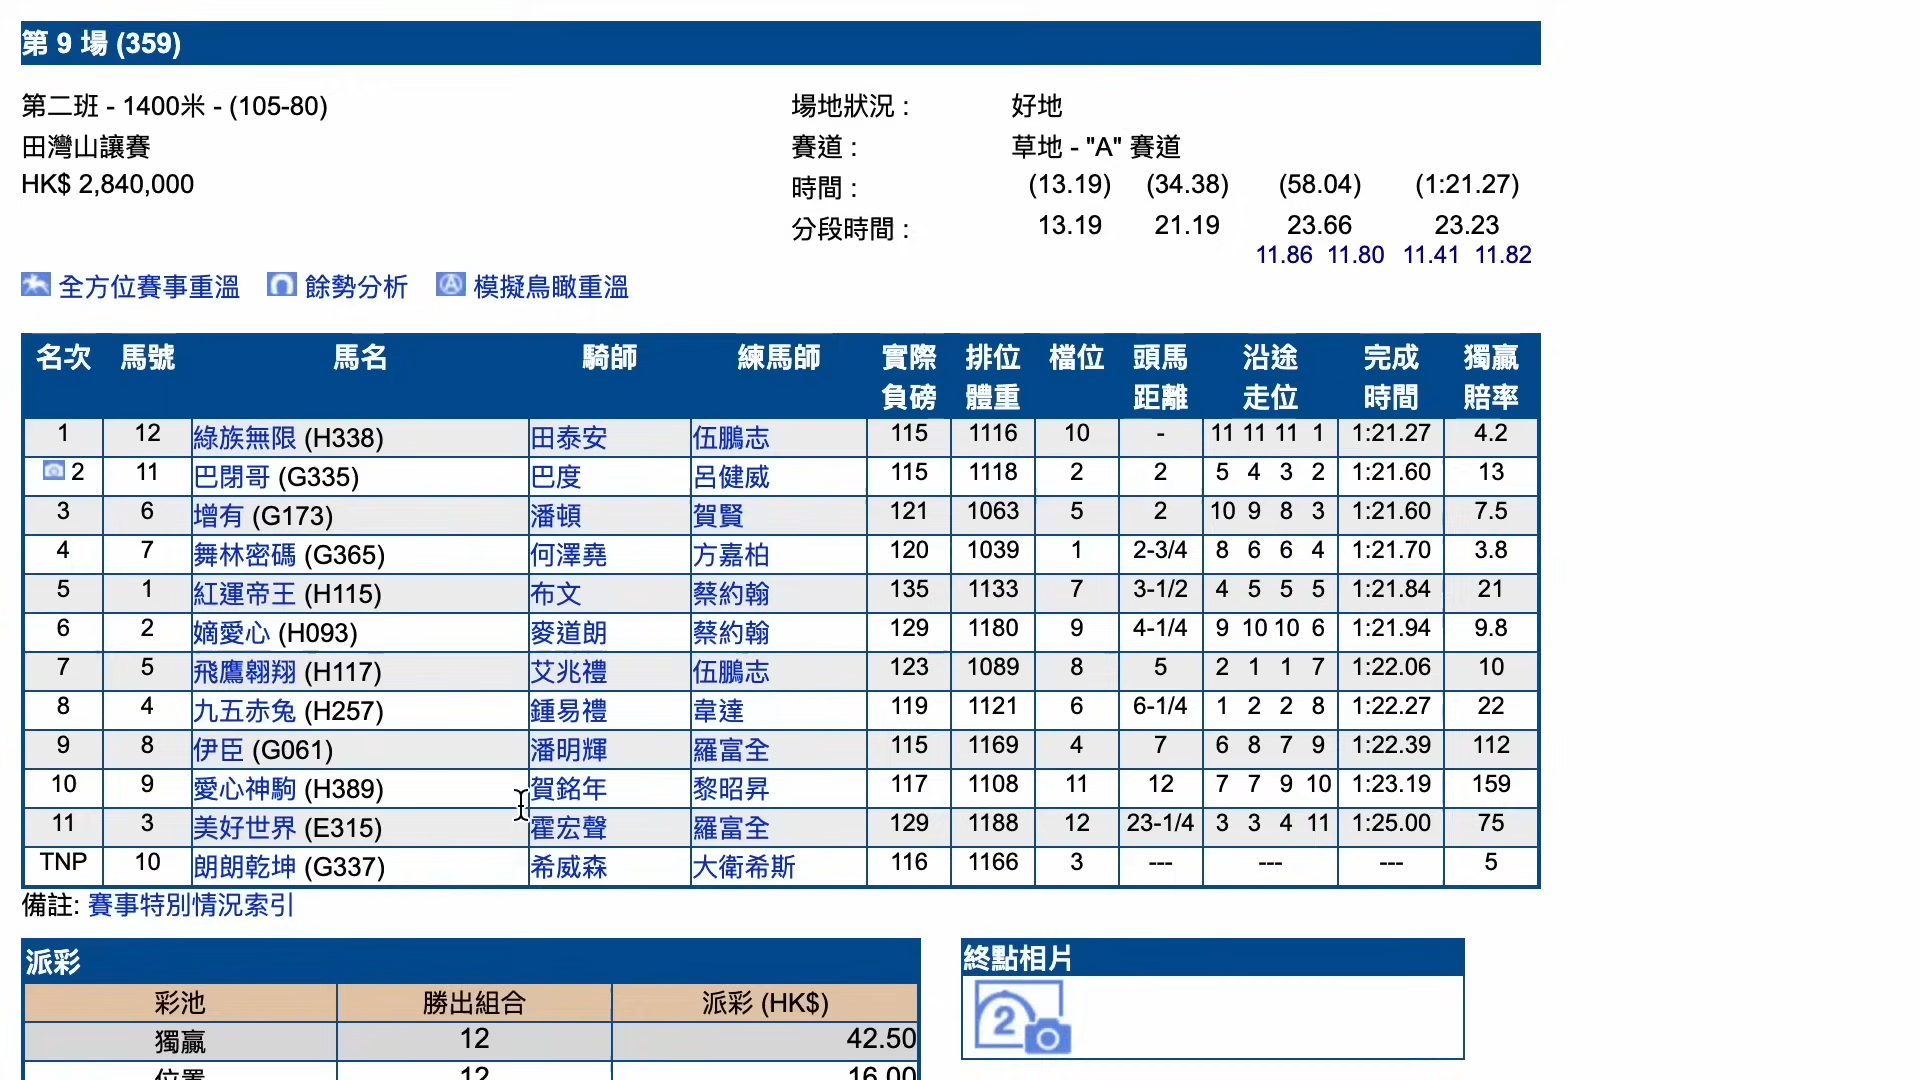 第 9 場 (359)
第二班 - 1400米 - (105-80)
田灣山讓賽
HK$ 2,840,000
場地狀況 : 好地
賽道 : 草地 - "A" 賽道
時間 : (13.19) (34.38) (58.04) (1:21.27)
分段時間 : 13.19 21.19 23.66 23.23
11.86 11.80 11.41 11.82
全方位賽事重溫 餘勢分析 模擬鳥瞰重溫
名次 馬號 馬名 騎師 練馬師 實際負磅 排位體重 檔位 頭馬距離 沿途走位 完成時間 獨贏賠率
1 12 綠族無限 (H338) 田泰安 伍鵬志 115 1116 10 - 11 11 11 1 1:21.27 4.2
2 11 巴閉哥 (G335) 巴度 呂健威 115 1118 2 2 5 4 3 2 1:21.60 13
3 6 增有 (G173) 潘頓 賀賢 121 1063 5 2 10 9 8 3 1:21.60 7.5
4 7 舞林密碼 (G365) 何澤堯 方嘉柏 120 1039 1 2-3/4 8 6 6 4 1:21.70 3.8
5 1 紅運帝王 (H115) 布文 蔡約翰 135 1133 7 3-1/2 4 5 5 5 1:21.84 21
6 2 嫡愛心 (H093) 麥道朗 蔡約翰 129 1180 9 4-1/4 9 10 10 6 1:21.94 9.8
7 5 飛鷹翱翔 (H117) 艾兆禮 伍鵬志 123 1089 8 5 2 1 1 7 1:22.06 10
8 4 九五赤兔 (H257) 鍾易禮 韋達 119 1121 6 6-1/4 1 2 2 8 1:22.27 22
9 8 伊臣 (G061) 潘明輝 羅富全 115 1169 4 7 6 8 7 9 1:22.39 112
10 9 愛心神駒 (H389) 賀銘年 黎昭昇 117 1108 11 12 7 7 9 10 1:23.19 159
11 3 美好世界 (E315) 霍宏聲 羅富全 129 1188 12 23-1/4 3 3 4 11 1:25.00 75
TNP 10 朗朗乾坤 (G337) 希威森 大衛希斯 116 1166 3 --- --- --- 5
備註: 賽事特別情況索引
派彩
彩池 勝出組合 派彩 (HK$)
獨贏 12 42.50
位置 12 16.00
終點相片
2